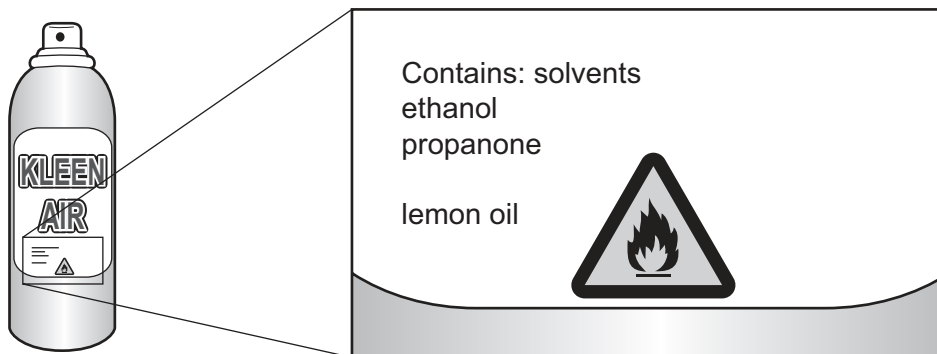 KLEEN
AIR
Contains: solvents
ethanol
propanone
lemon oil